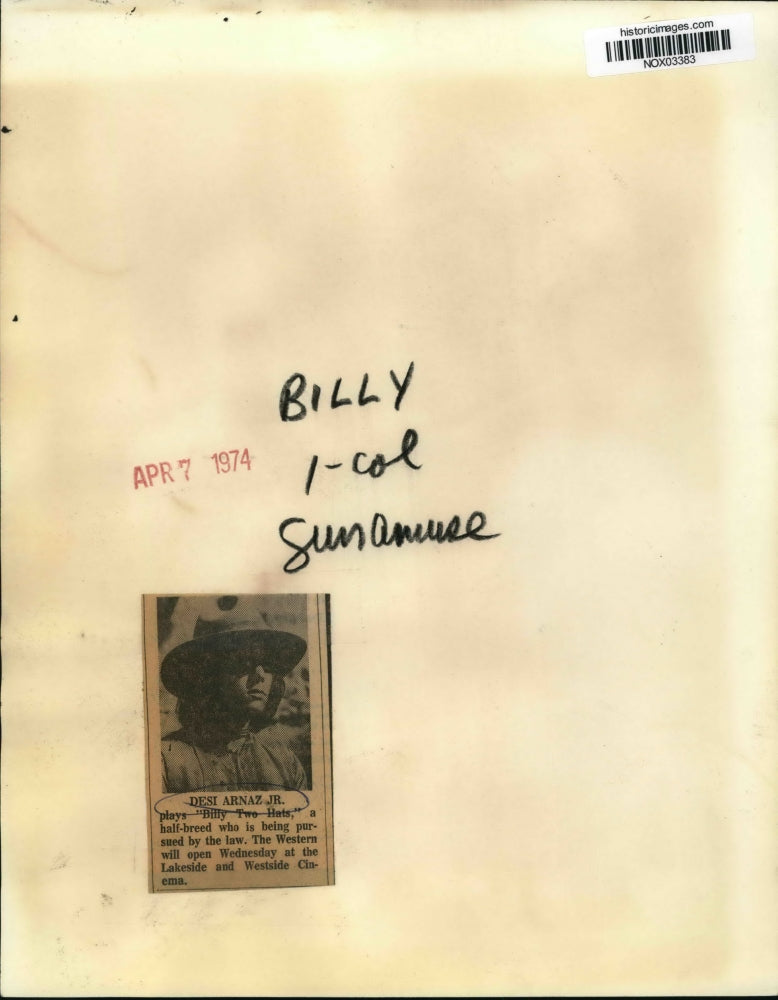 historicimages.com
NOX03383
BILLY
APR 7 1974
1-col
Sun amuse
DESI ARNAZ JR.
plays "Billy Two Hats," a
half-breed who is being pur-
sued by the law. The Western
will open Wednesday at the
Lakeside and Westside Cin-
ema.